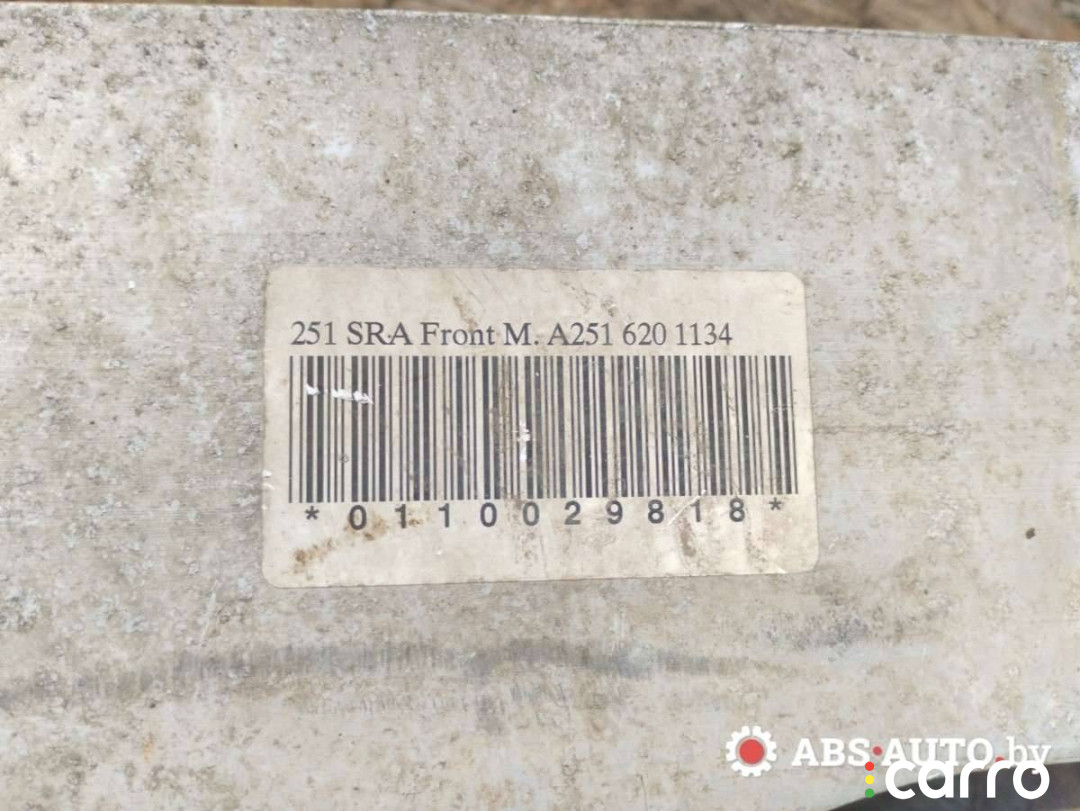 251 SRA Front M. A251 620 1134
*0110029818*
ABS-AUTO.by
carro